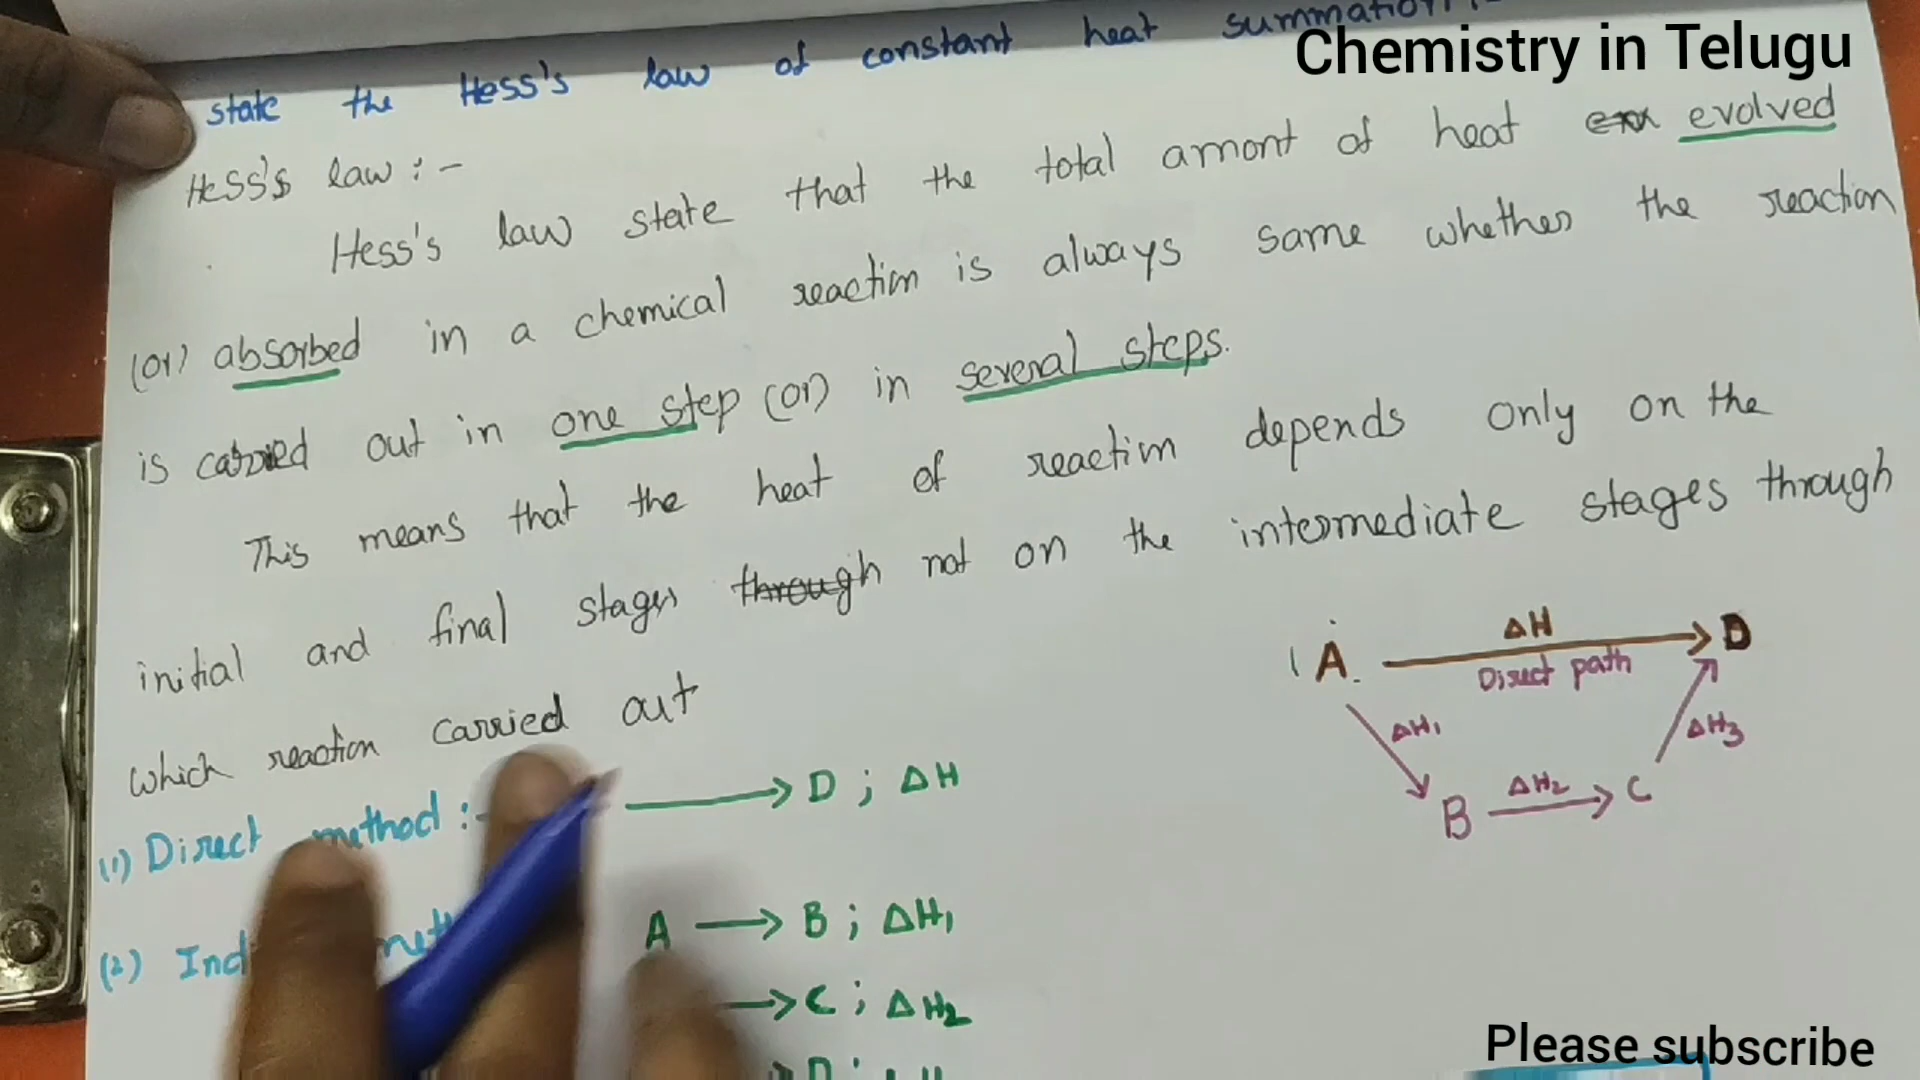 state the Hess's law of constant heat summation
Chemistry in Telugu
Hess's law :-
Hess's law state that the total amont of heat evolved
(or) absorbed in a chemical reaction is always same whether the reaction
is carried out in one step (or) in several steps.
This means that the heat of reaction depends only on the
initial and final stages through not on the intermediate stages through
which reaction carried out
A ΔH D
Direct path
ΔH1 ΔH3
B ΔH2 C
(1) Direct method :- → D ; ΔH
(2) Ind A → B ; ΔH1
→ C ; ΔH2
Please subscribe